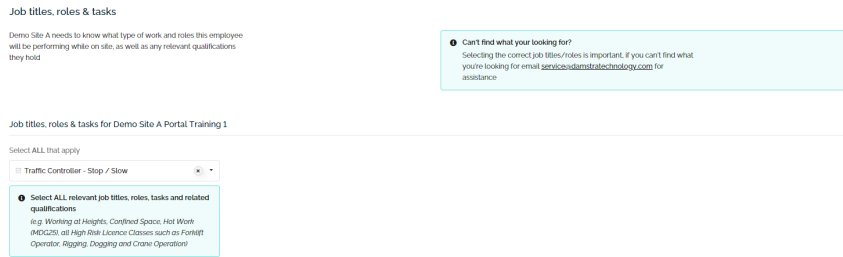 Job titles, roles & tasks
Demo Site A needs to know what type of work and roles this employee
will be performing while on site, as well as any relevant qualifications
they hold
Can't find what your looking for?
Selecting the correct job titles/roles is important, if you can't find what
you're looking for email service@damstratechnology.com for
assistance
Job titles, roles & tasks for Demo Site A Portal Training 1
Select ALL that apply
Traffic Controller - Stop / Slow
Select ALL relevant job titles, roles, tasks and related
qualifications
(e.g. Working at Heights, Confined Space, Hot Work
(MDG25), all High Risk Licence Classes such as Forklift
Operator, Rigging, Dogging and Crane Operation)